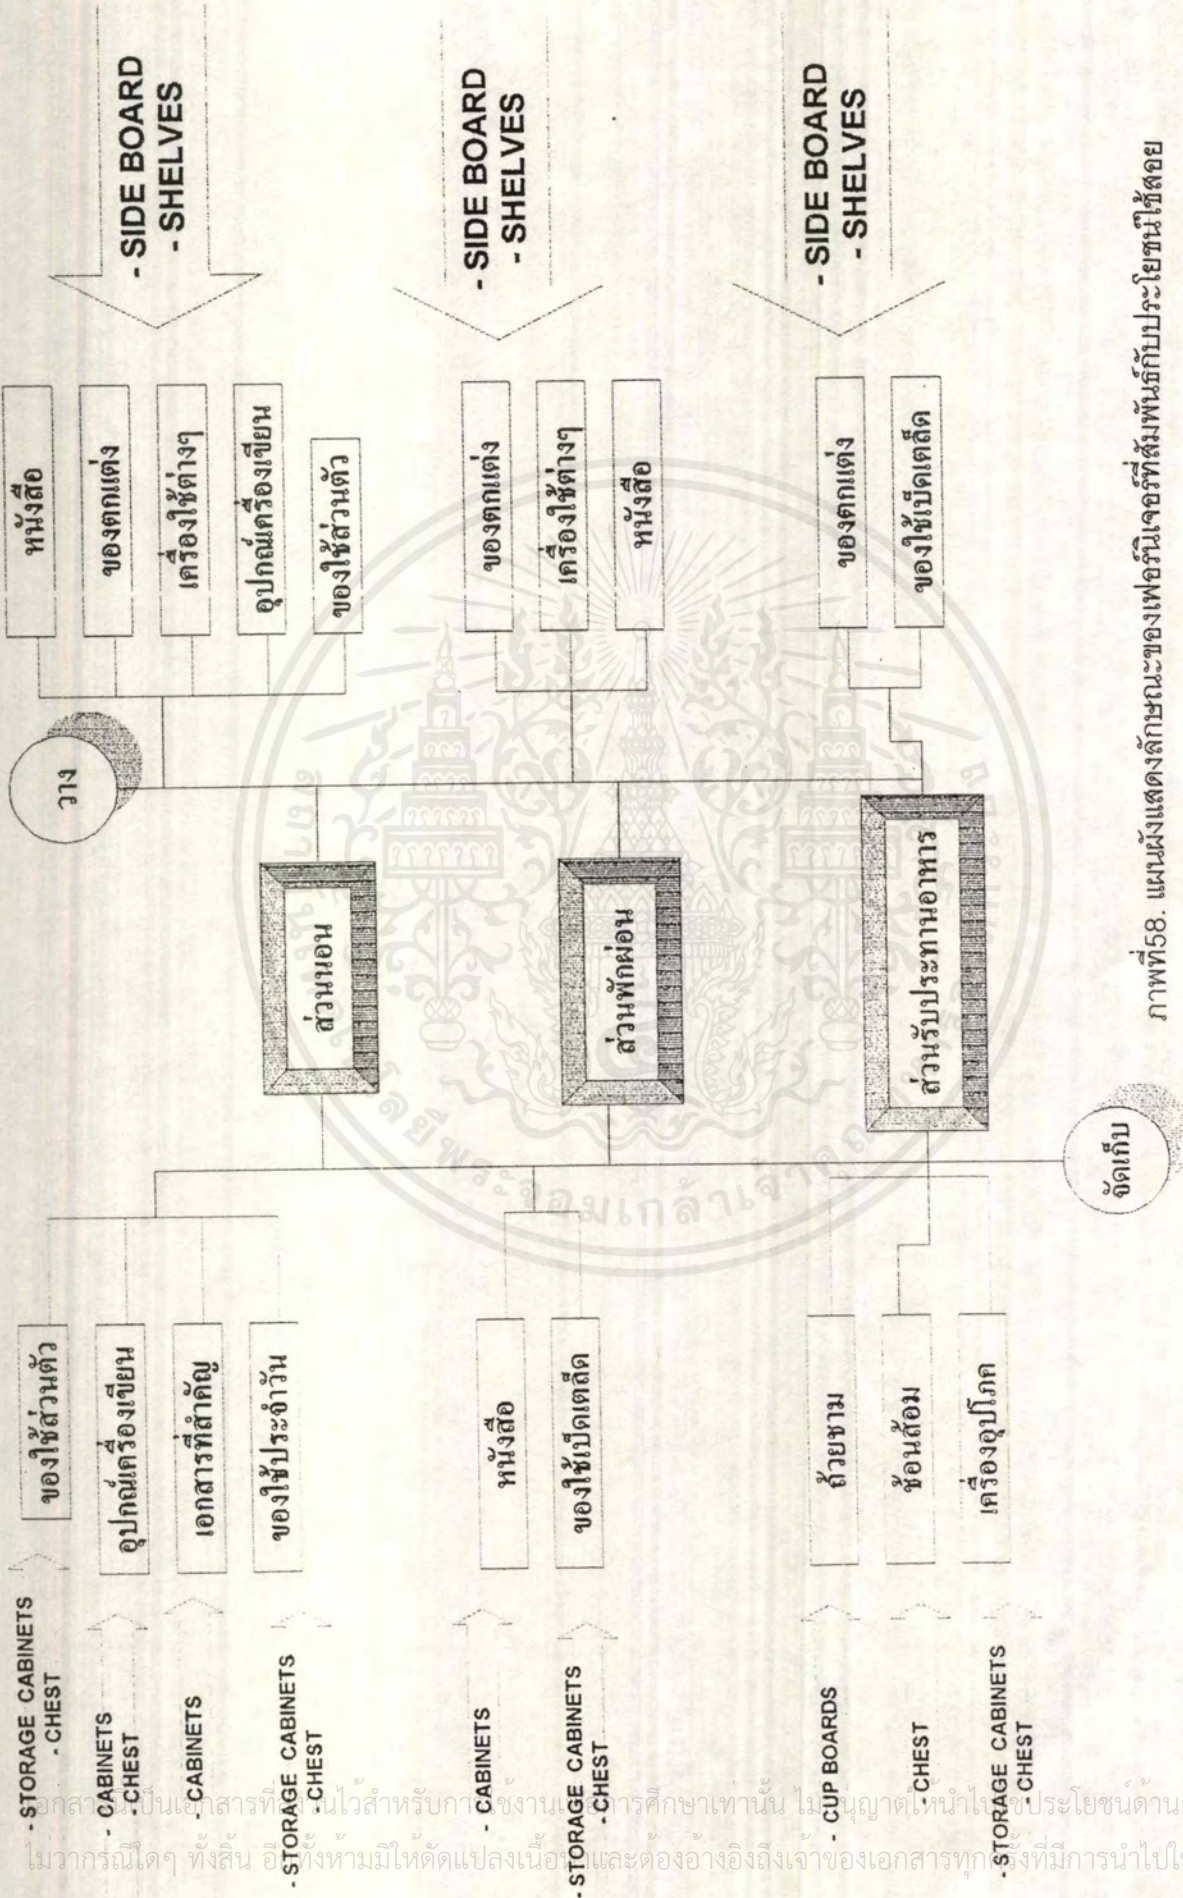 - STORAGE CABINETS
- CHEST
ของใช้ส่วนตัว
- CABINETS
- CHEST
อุปกณ์เครื่องเขียน
- CABINETS
เอกสารที่สำคัญ
- STORAGE CABINETS
- CHEST
ของใช้ประจำวัน
- CABINETS
หนังสือ
- STORAGE CABINETS
- CHEST
ของใช้เบ็ดเตล็ด
- CUP BOARDS
ถ้วยชาม
- CHEST
ช้อนส้อม
- STORAGE CABINETS
- CHEST
เครื่องอุปโภค
จัดเก็บ
ส่วนนอน
ส่วนพักผ่อน
ส่วนรับประทานอาหาร
วาง
หนังสือ
ของตกแต่ง
เครื่องใช้ต่างๆ
อุปกณ์เครื่องเขียน
ของใช้ส่วนตัว
- SIDE BOARD
- SHELVES
ของตกแต่ง
เครื่องใช้ต่างๆ
หนังสือ
- SIDE BOARD
- SHELVES
ของตกแต่ง
ของใช้เบ็ดเตล็ด
- SIDE BOARD
- SHELVES
ภาพที่58. แผนผังแสดงลักษณะของเฟอร์นิเจอร์ที่สัมพันธ์กับประโยชน์ใช้สอย
พระจอมเกล้าเจ้าคุณ